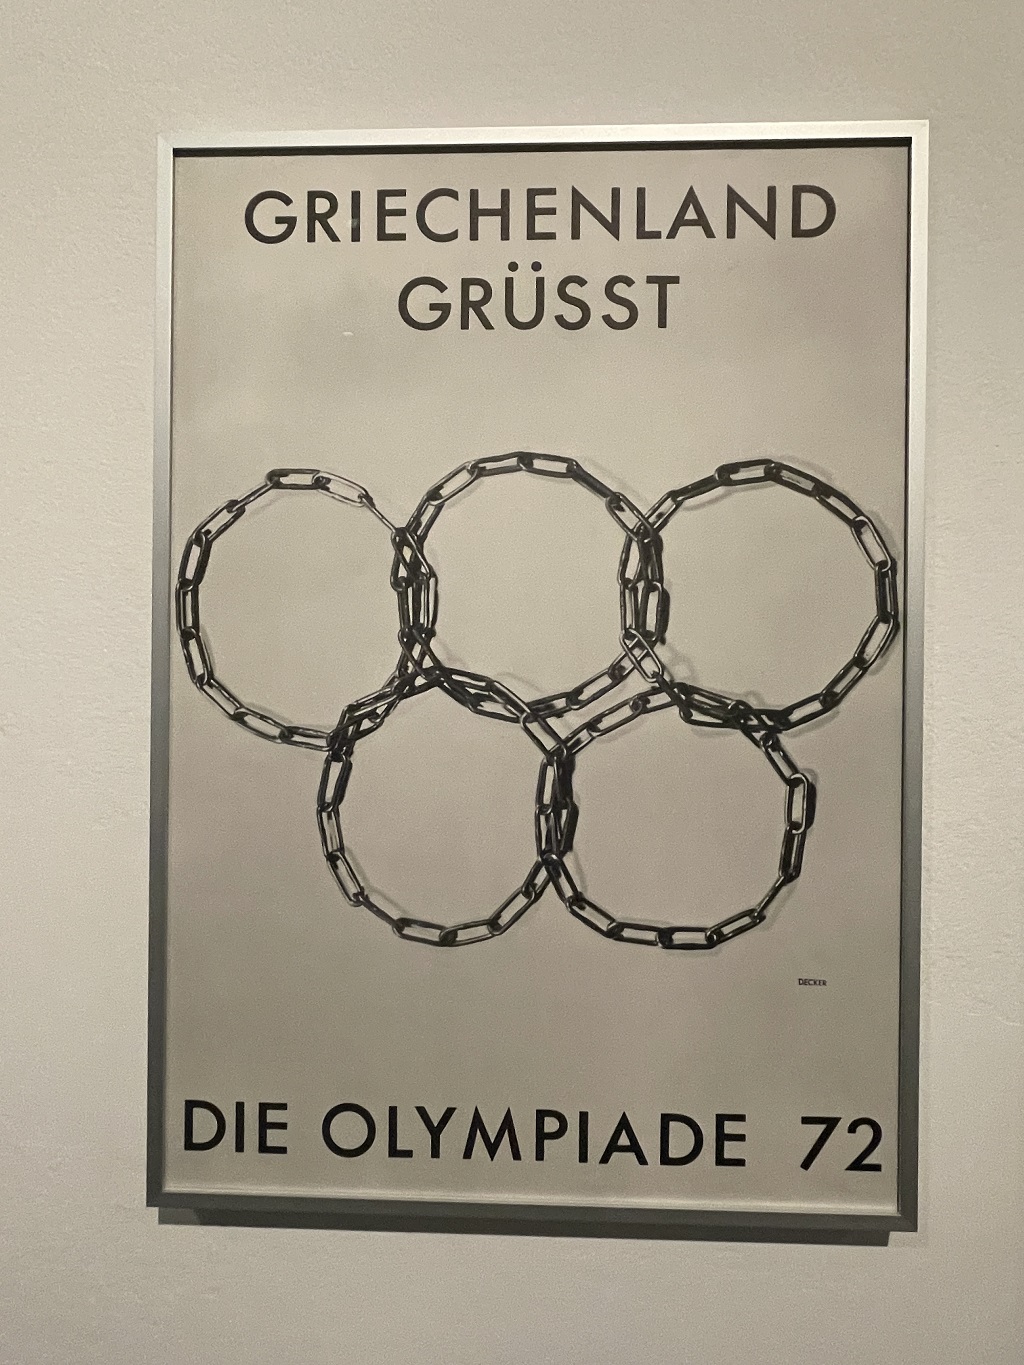 GRIECHENLAND
GRÜSST
DECKER
DIE OLYMPIADE 72